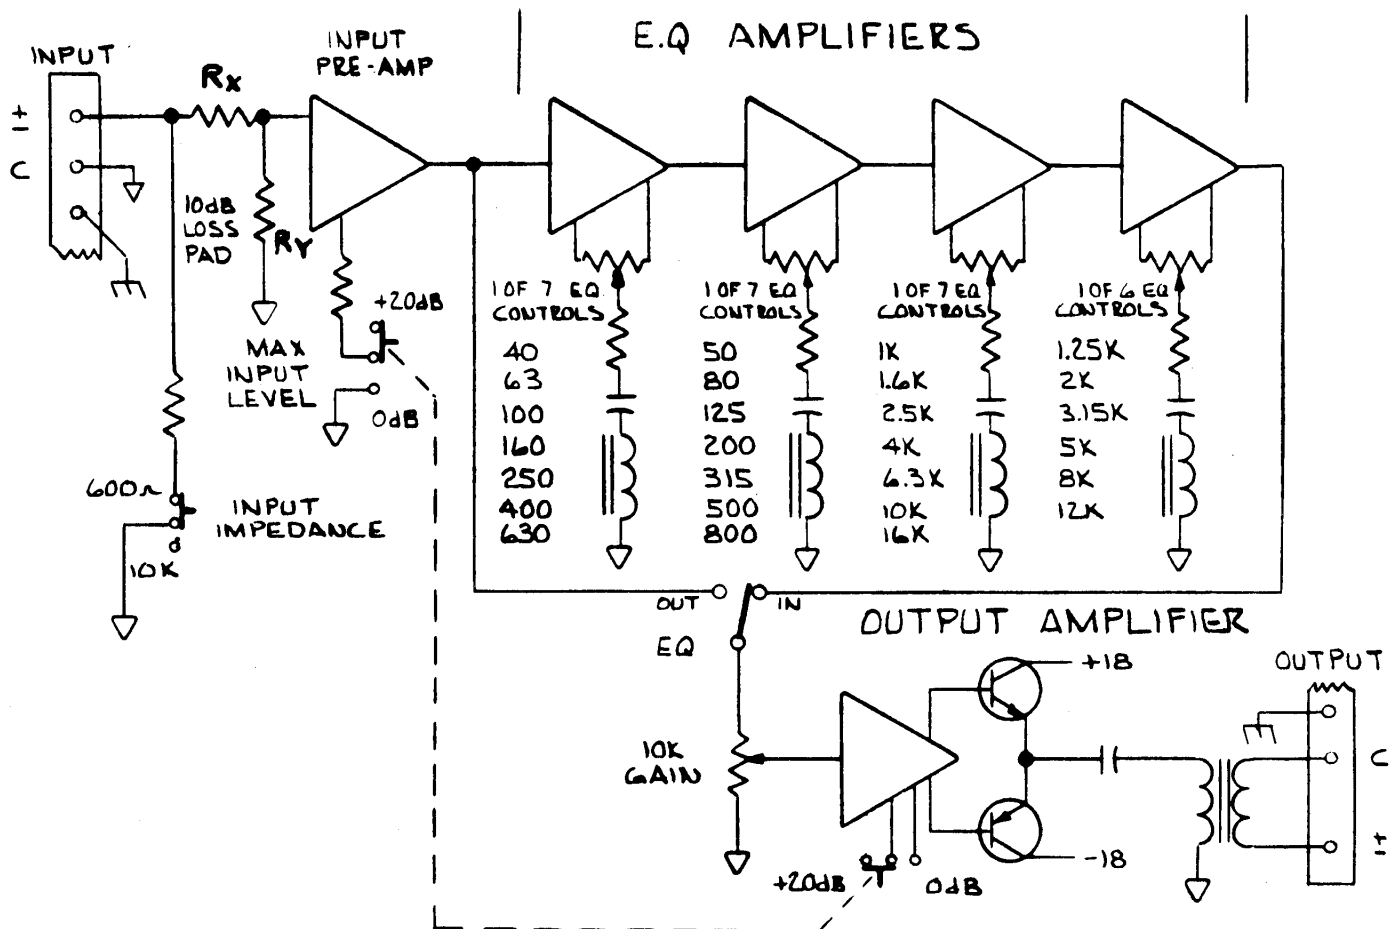 E.Q AMPLIFIERS
INPUT
INPUT
PRE-AMP
RX
±
C
10dB
LOSS
PAD
RY
+20dB
MAX
INPUT
LEVEL
0dB
600Ω
INPUT
IMPEDANCE
10K
1 OF 7 EQ
CONTROLS
40
63
100
160
250
400
630
1 OF 7 EQ
CONTROLS
50
80
125
200
315
500
800
1 OF 7 EQ
CONTROLS
1K
1.6K
2.5K
4K
6.3K
10K
16K
1 OF 6 EQ
CONTROLS
1.25K
2K
3.15K
5K
8K
12K
OUT
IN
EQ
OUTPUT AMPLIFIER
10K
GAIN
+20dB
0dB
+18
-18
OUTPUT
C
±